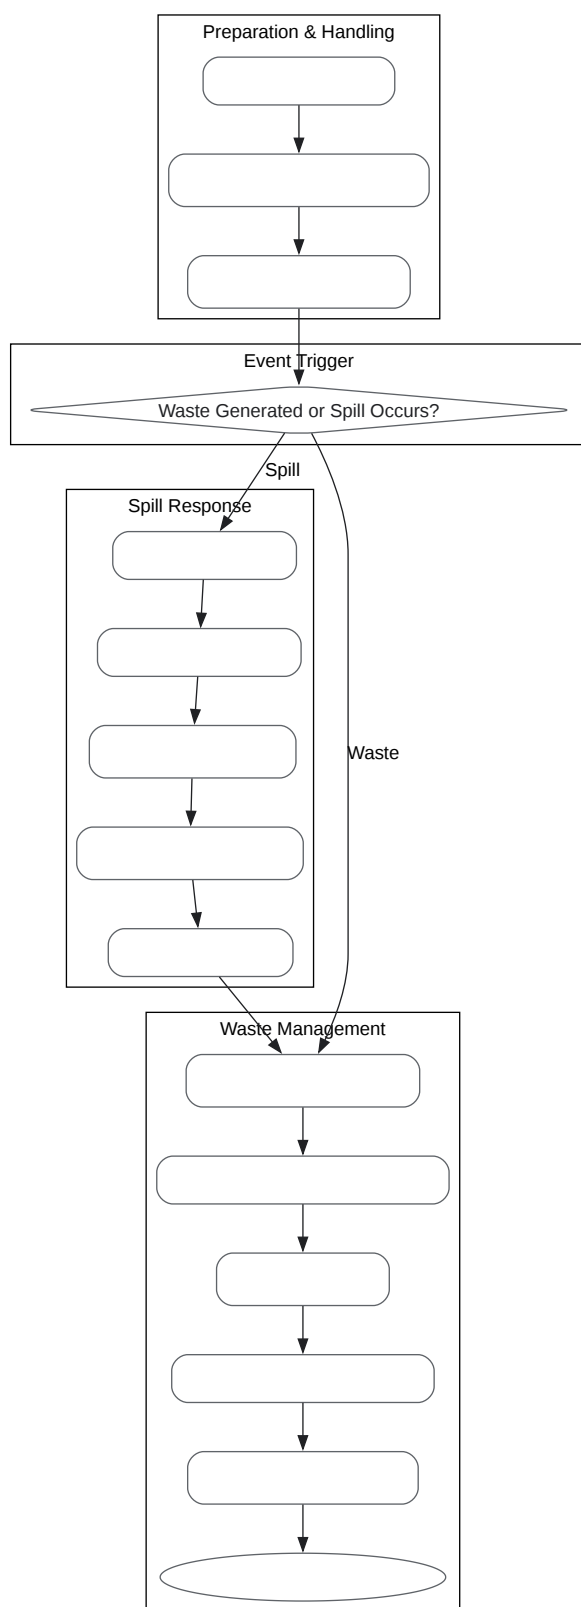 Preparation & Handling
Event Trigger
Waste Generated or Spill Occurs?
Spill
Spill Response
Waste
Waste Management